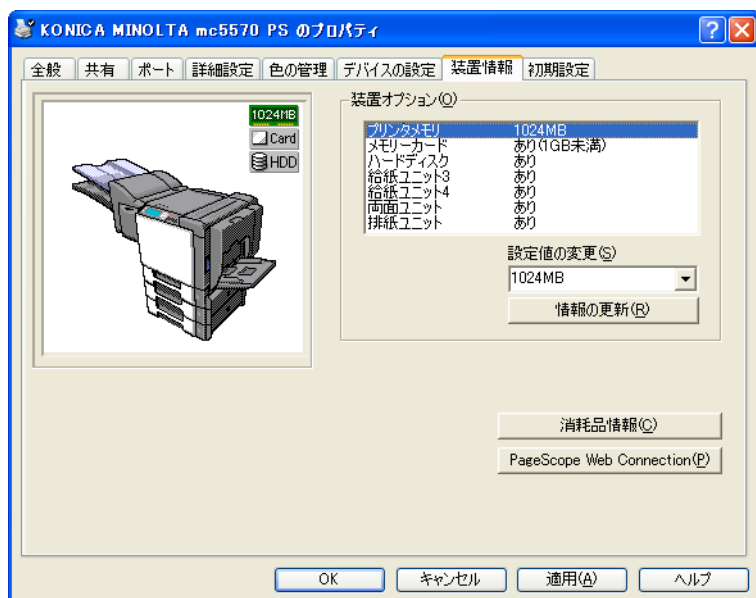 KONICA MINOLTA mc5570 PS のプロパティ
全般 共有 ポート 詳細設定 色の管理 デバイスの設定 装置情報 初期設定
1024MB
Card
HDD
装置オプション(O)
プリンタメモリ 1024MB
メモリーカード あり(1GB未満)
ハードディスク あり
給紙ユニット3 あり
給紙ユニット4 あり
両面ユニット あり
排紙ユニット あり
設定値の変更(S)
1024MB
情報の更新(R)
消耗品情報(C)
PageScope Web Connection(P)
OK キャンセル 適用(A) ヘルプ